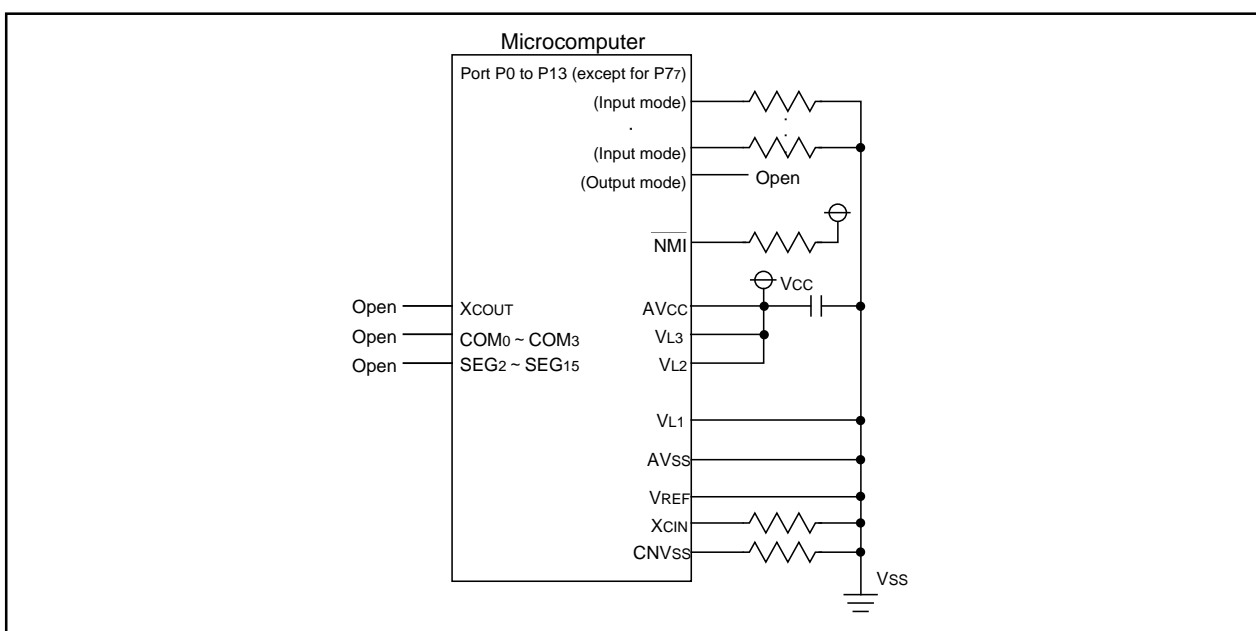 Microcomputer
Port P0 to P13 (except for P77)
(Input mode)
(Input mode)
(Output mode)
Open
NMI
VCC
Open
XCOUT
AVCC
Open
COM0 ~ COM3
VL3
Open
SEG2 ~ SEG15
VL2
VL1
AVSS
VREF
XCIN
CNVSS
VSS